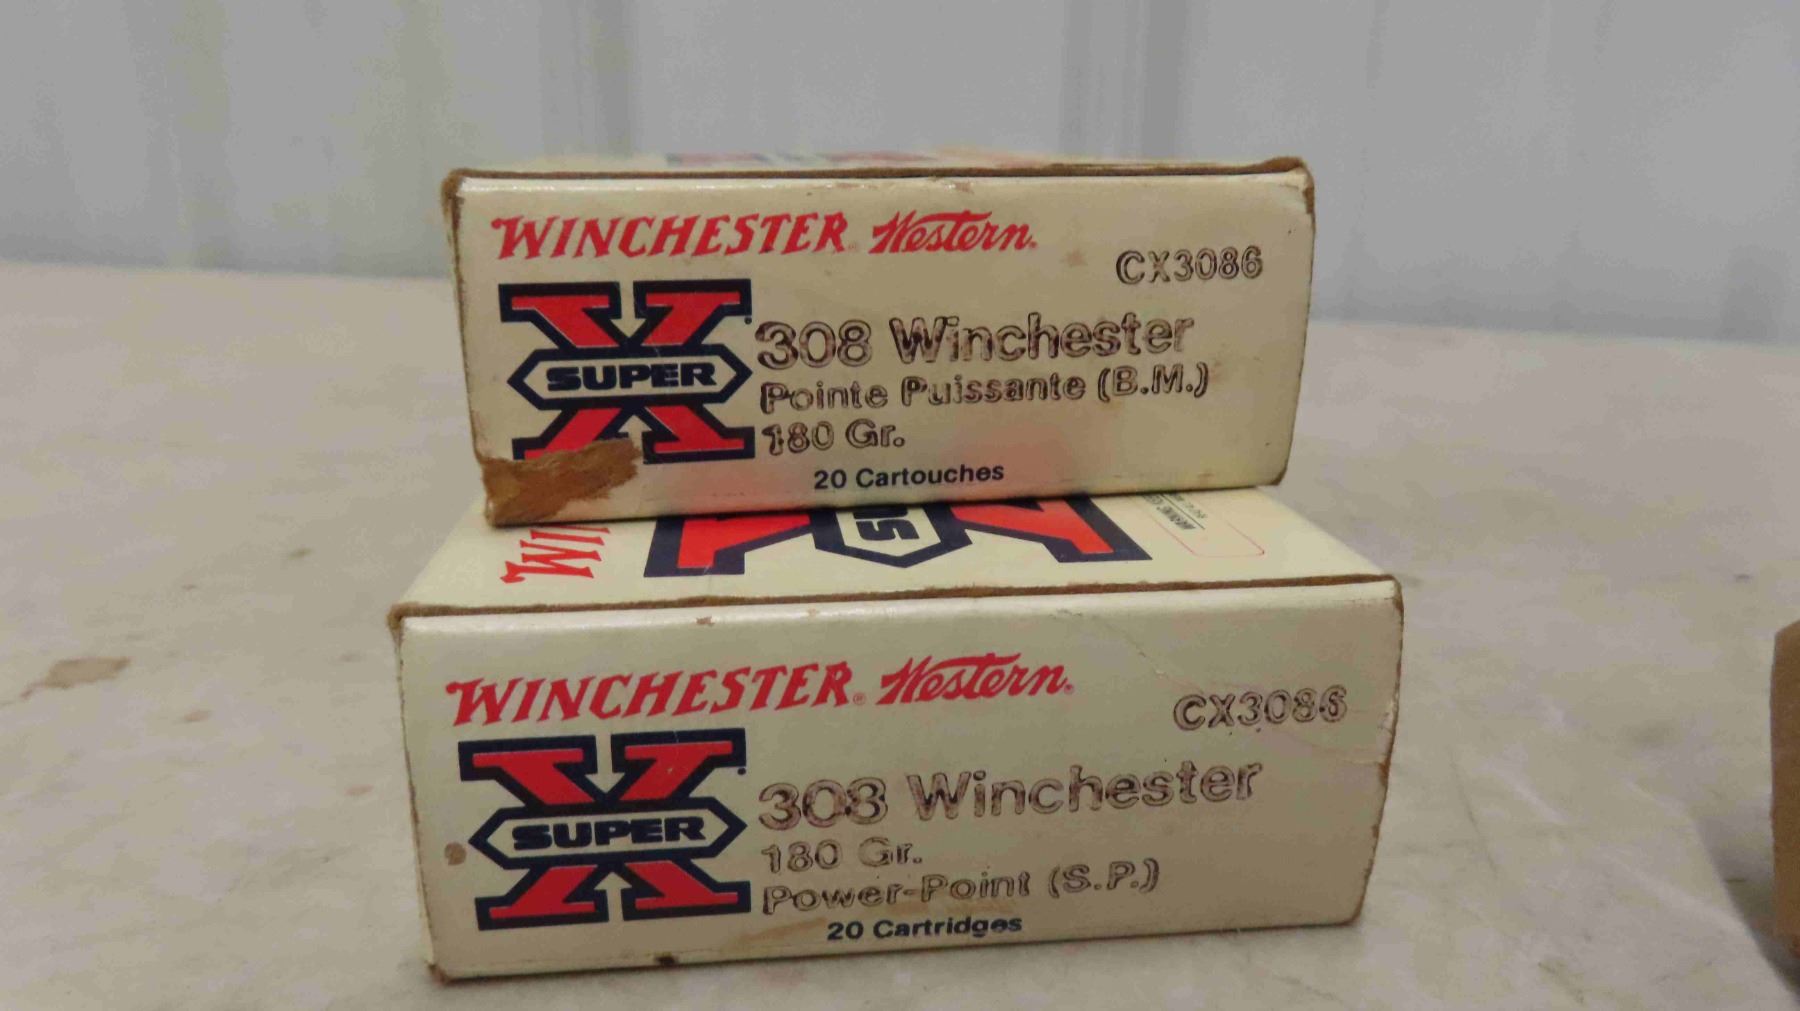 WINCHESTER® Western®
CX3086
SUPER X
308 Winchester
Pointe Puissante (B.M.)
180 Gr.
20 Cartouches
WINCHESTER® Western®
CX3086
SUPER X
308 Winchester
180 Gr.
Power-Point (S.P.)
20 Cartridges